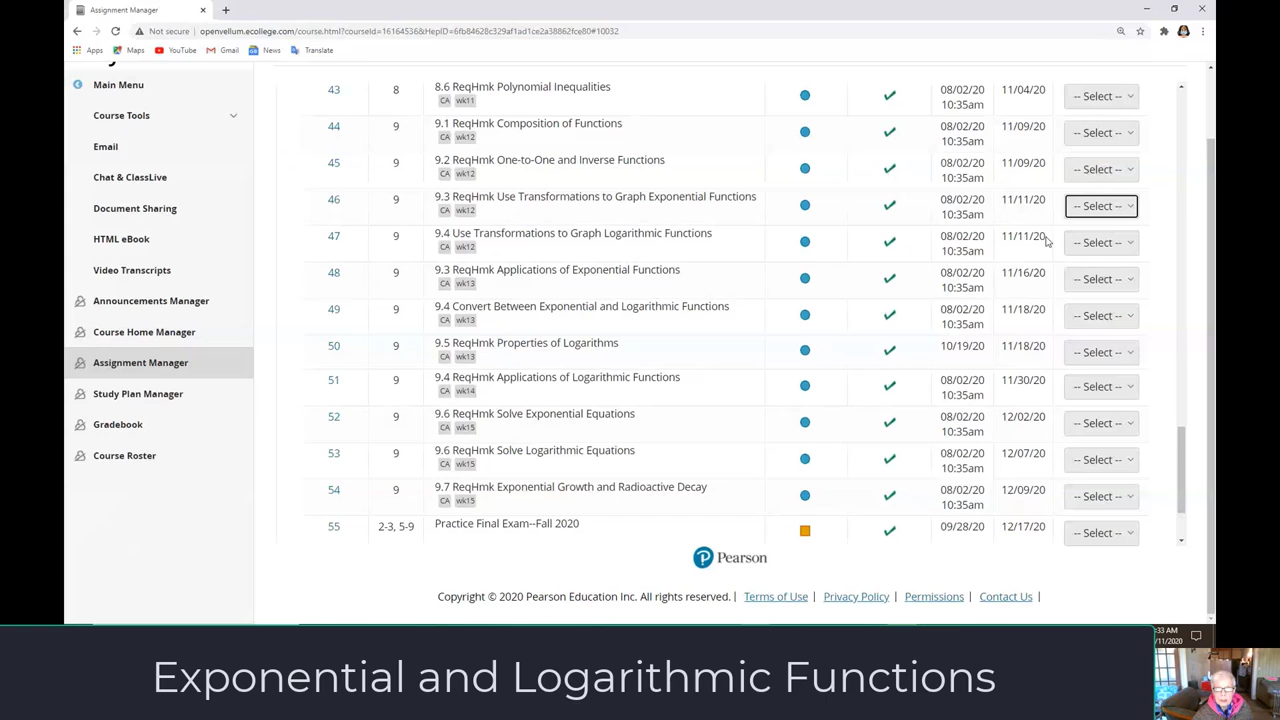 Assignment Manager
Not secure openvellum.ecollege.com/course.html?courseId=16164536&HepID=6fb84628c329af1ad1ce2a38862fce80#10032
Apps Maps YouTube Gmail News Translate
Main Menu
Course Tools
Email
Chat & ClassLive
Document Sharing
HTML eBook
Video Transcripts
Announcements Manager
Course Home Manager
Assignment Manager
Study Plan Manager
Gradebook
Course Roster
43 8 8.6 ReqHmk Polynomial Inequalities 08/02/20 11/04/20 -- Select --
CA wk11 10:35am
44 9 9.1 ReqHmk Composition of Functions 08/02/20 11/09/20 -- Select --
CA wk12 10:35am
45 9 9.2 ReqHmk One-to-One and Inverse Functions 08/02/20 11/09/20 -- Select --
CA wk12 10:35am
46 9 9.3 ReqHmk Use Transformations to Graph Exponential Functions 08/02/20 11/11/20 -- Select --
CA wk12 10:35am
47 9 9.4 Use Transformations to Graph Logarithmic Functions 08/02/20 11/11/20 -- Select --
CA wk12 10:35am
48 9 9.3 ReqHmk Applications of Exponential Functions 08/02/20 11/16/20 -- Select --
CA wk13 10:35am
49 9 9.4 Convert Between Exponential and Logarithmic Functions 08/02/20 11/18/20 -- Select --
CA wk13 10:35am
50 9 9.5 ReqHmk Properties of Logarithms 10/19/20 11/18/20 -- Select --
CA wk13
51 9 9.4 ReqHmk Applications of Logarithmic Functions 08/02/20 11/30/20 -- Select --
CA wk14 10:35am
52 9 9.6 ReqHmk Solve Exponential Equations 08/02/20 12/02/20 -- Select --
CA wk15 10:35am
53 9 9.6 ReqHmk Solve Logarithmic Equations 08/02/20 12/07/20 -- Select --
CA wk15 10:35am
54 9 9.7 ReqHmk Exponential Growth and Radioactive Decay 08/02/20 12/09/20 -- Select --
CA wk15 10:35am
55 2-3, 5-9 Practice Final Exam--Fall 2020 09/28/20 12/17/20 -- Select --
Pearson
Copyright © 2020 Pearson Education Inc. All rights reserved. | Terms of Use | Privacy Policy | Permissions | Contact Us |
:33 AM
/11/2020
Exponential and Logarithmic Functions